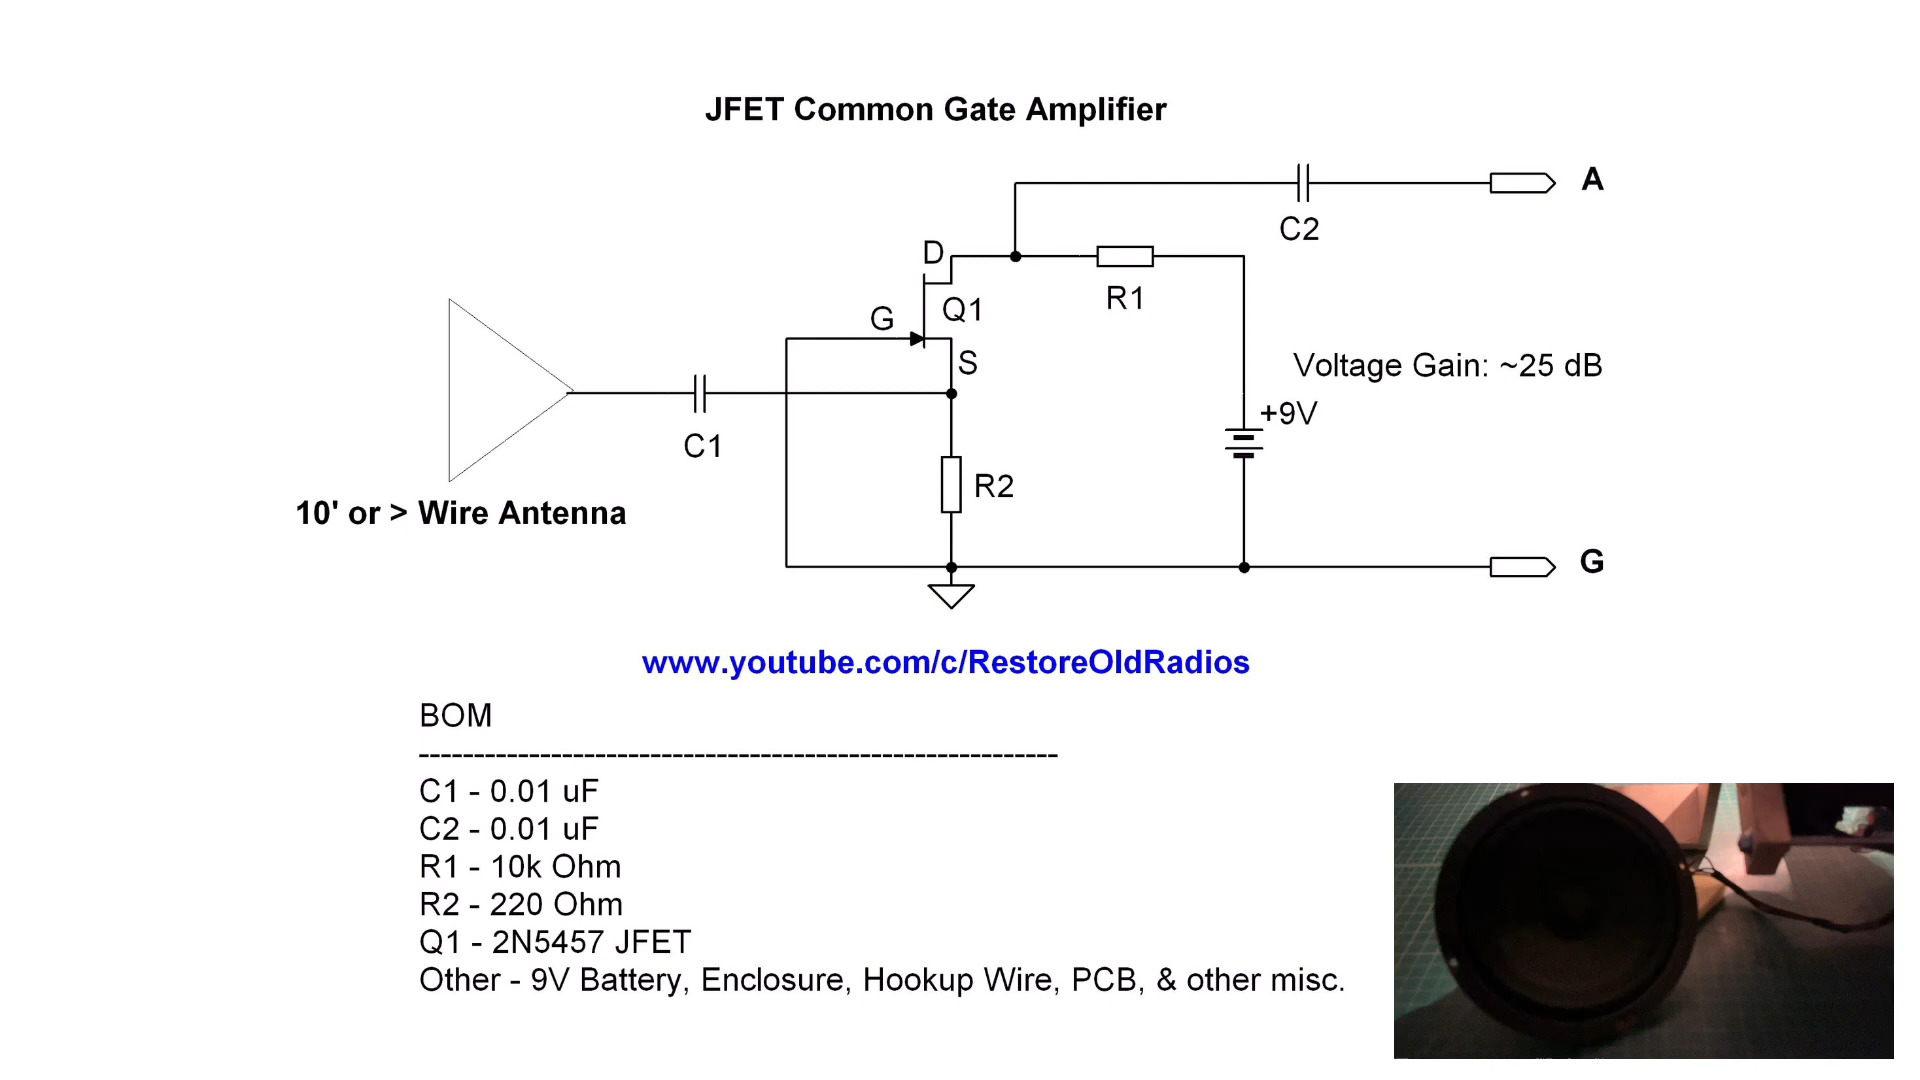 JFET Common Gate Amplifier
A
C2
D
Q1
R1
G
S
Voltage Gain: ~25 dB
+9V
C1
R2
10' or > Wire Antenna
G
www.youtube.com/c/RestoreOldRadios
BOM
----------------------------------------------------------
C1 - 0.01 uF
C2 - 0.01 uF
R1 - 10k Ohm
R2 - 220 Ohm
Q1 - 2N5457 JFET
Other - 9V Battery, Enclosure, Hookup Wire, PCB, & other misc.